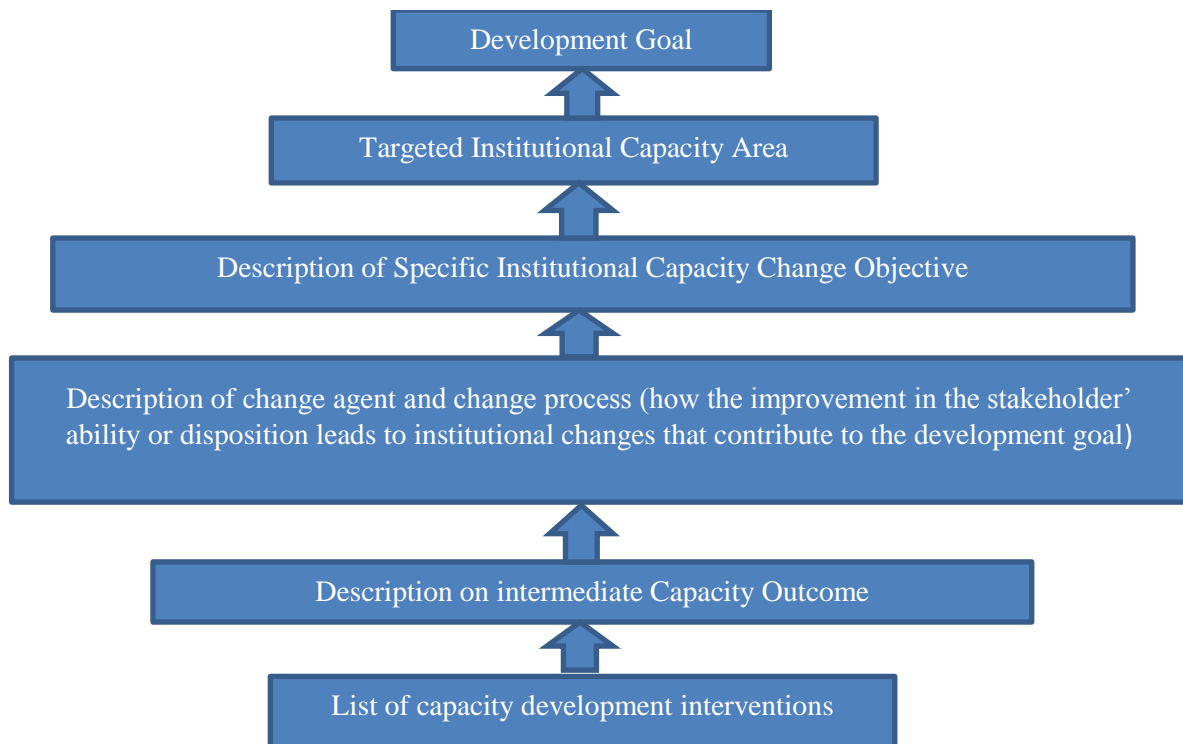 Development Goal
Targeted Institutional Capacity Area
Description of Specific Institutional Capacity Change Objective
Description of change agent and change process (how the improvement in the stakeholder’
ability or disposition leads to institutional changes that contribute to the development goal)
Description on intermediate Capacity Outcome
List of capacity development interventions